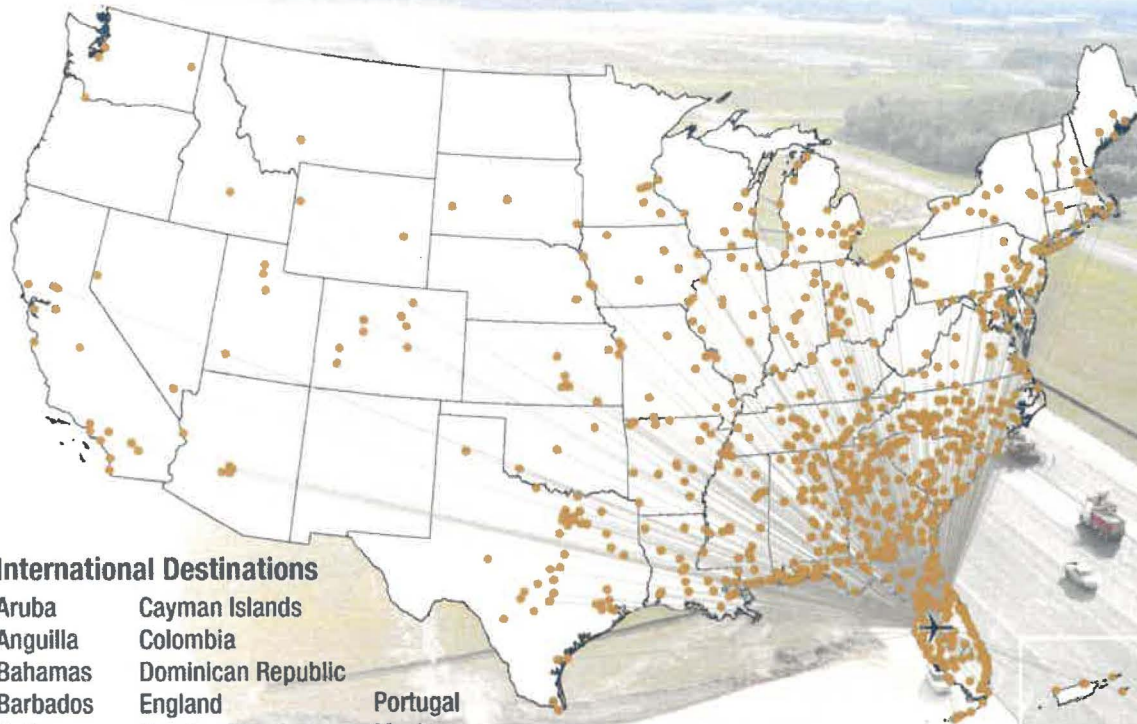 International Destinations
Aruba Cayman Islands
Anguilla Colombia
Bahamas Dominican Republic
Barbados England Portugal